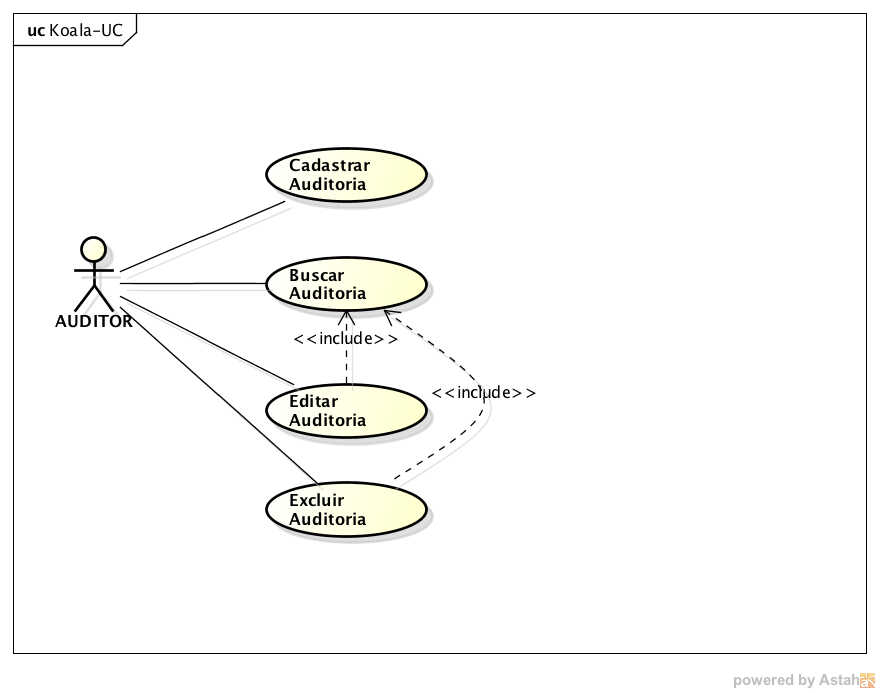 uc Koala-UC
Cadastrar
Auditoria
Buscar
Auditoria
AUDITOR
<<include>>
<<include>>
Editar
Auditoria
Excluir
Auditoria
powered by Astah